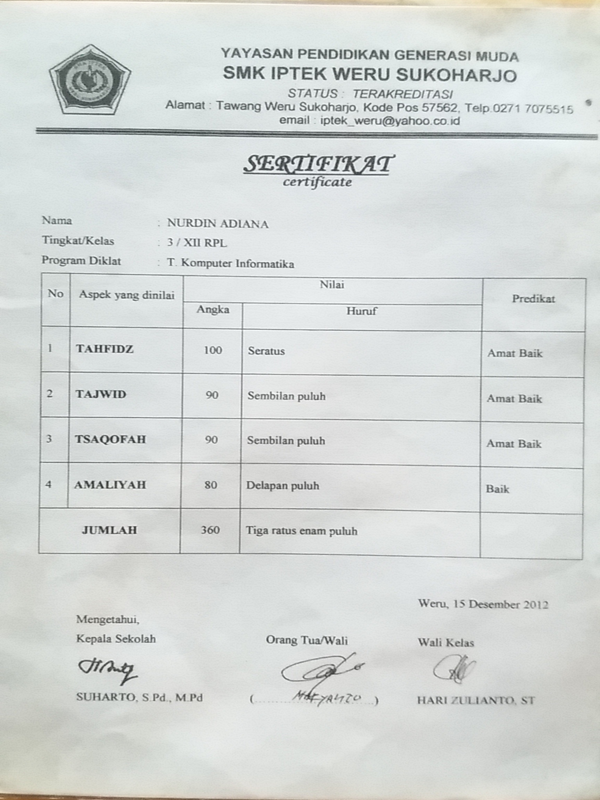 YAYASAN PENDIDIKAN GENERASI MUDA
SMK IPTEK WERU SUKOHARJO
STATUS : TERAKREDITASI
Alamat : Tawang Weru Sukoharjo, Kode Pos 57562, Telp.0271 7075515
email : iptek_weru@yahoo.co.id
SERTIFIKAT
certificate
Nama : NURDIN ADIANA
Tingkat/Kelas : 3 / XII RPL
Program Diklat : T. Komputer Informatika
No Aspek yang dinilai Nilai Predikat
Angka Huruf
1 TAHFIDZ 100 Seratus Amat Baik
2 TAJWID 90 Sembilan puluh Amat Baik
3 TSAQOFAH 90 Sembilan puluh Amat Baik
4 AMALIYAH 80 Delapan puluh Baik
JUMLAH 360 Tiga ratus enam puluh
Weru, 15 Desember 2012
Mengetahui,
Kepala Sekolah Orang Tua/Wali Wali Kelas
SUHARTO, S.Pd., M.Pd (....................) HARI ZULIANTO, ST